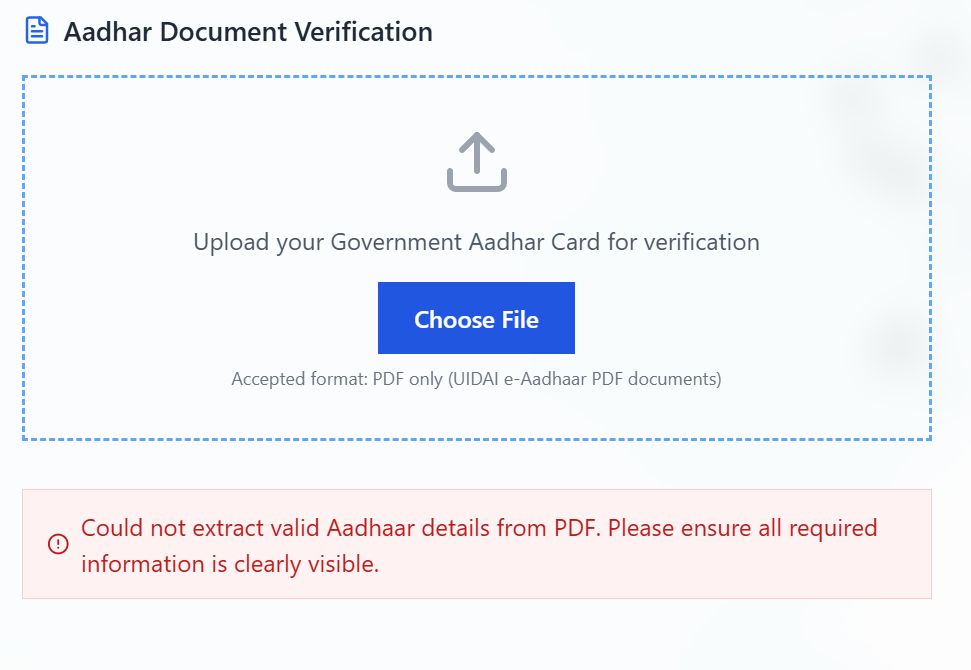 Aadhar Document Verification
Upload your Government Aadhar Card for verification
Choose File
Accepted format: PDF only (UIDAI e-Aadhaar PDF documents)
Could not extract valid Aadhaar details from PDF. Please ensure all required
information is clearly visible.